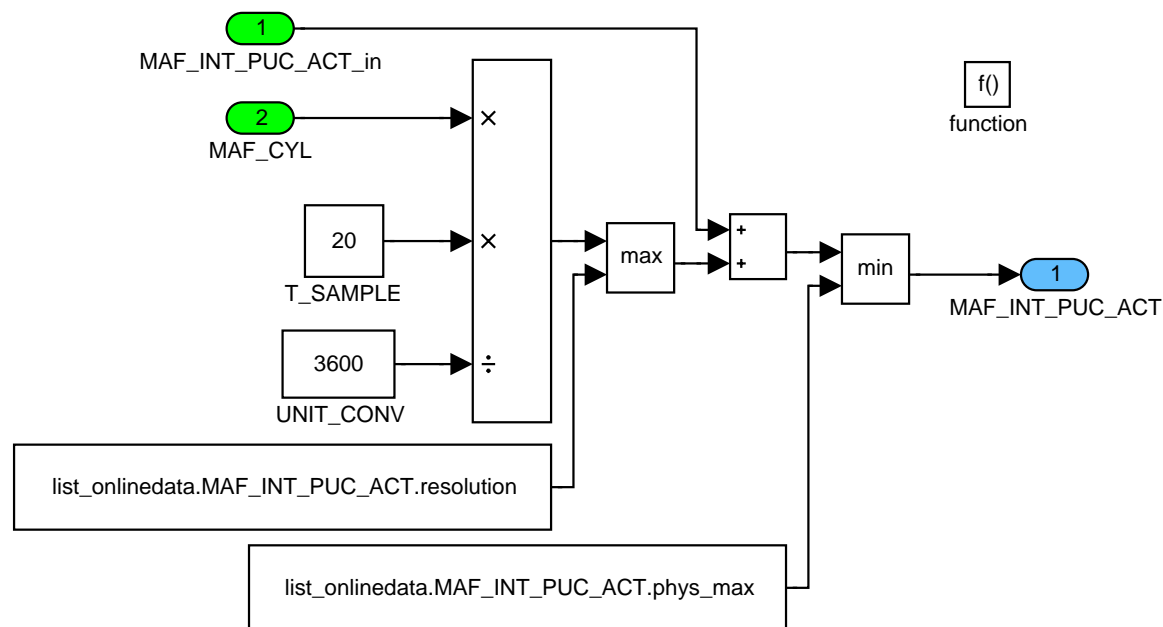 1
MAF_INT_PUC_ACT_in
2
MAF_CYL
×
f()
function
20
T_SAMPLE
×
max
+
+
min
1
MAF_INT_PUC_ACT
3600
UNIT_CONV
÷
list_onlinedata.MAF_INT_PUC_ACT.resolution
list_onlinedata.MAF_INT_PUC_ACT.phys_max